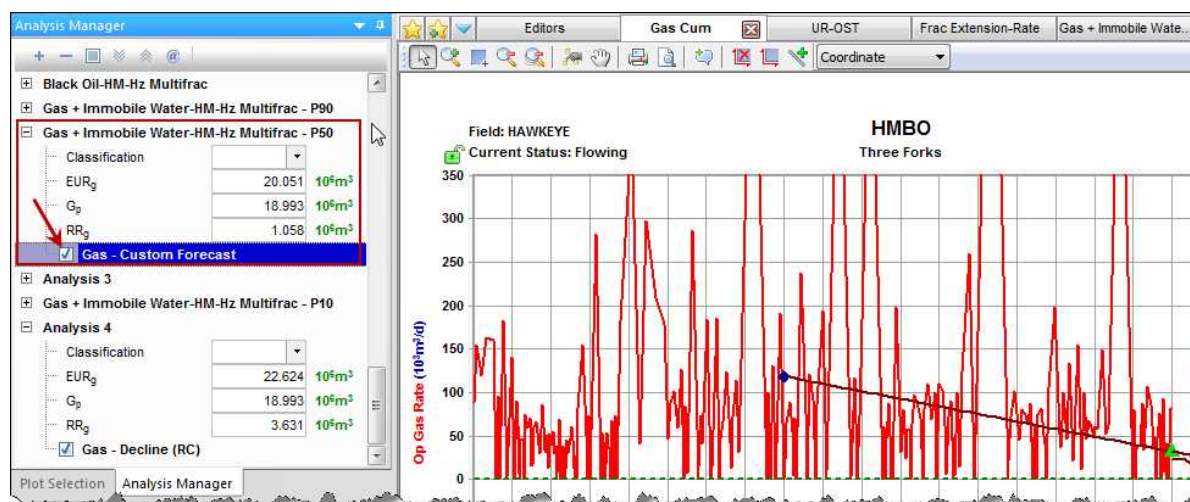 Analysis Manager
Black Oil-HM-Hz Multifrac
Gas + Immobile Water-HM-Hz Multifrac - P90
Gas + Immobile Water-HM-Hz Multifrac - P50
Classification
EURg 20.051 10⁶m³
Gp 18.993 10⁶m³
RRg 1.058 10⁶m³
Gas - Custom Forecast
Analysis 3
Gas + Immobile Water-HM-Hz Multifrac - P10
Analysis 4
Classification
EURg 22.624 10⁶m³
Gp 18.993 10⁶m³
RRg 3.631 10⁶m³
Gas - Decline (RC)
Plot Selection Analysis Manager
Editors Gas Cum UR-OST Frac Extension-Rate Gas + Immobile Wate...
Coordinate
Field: HAWKEYE
Current Status: Flowing
HMBO
Three Forks
Op Gas Rate (10³m³/d)
350
300
250
200
150
100
50
0